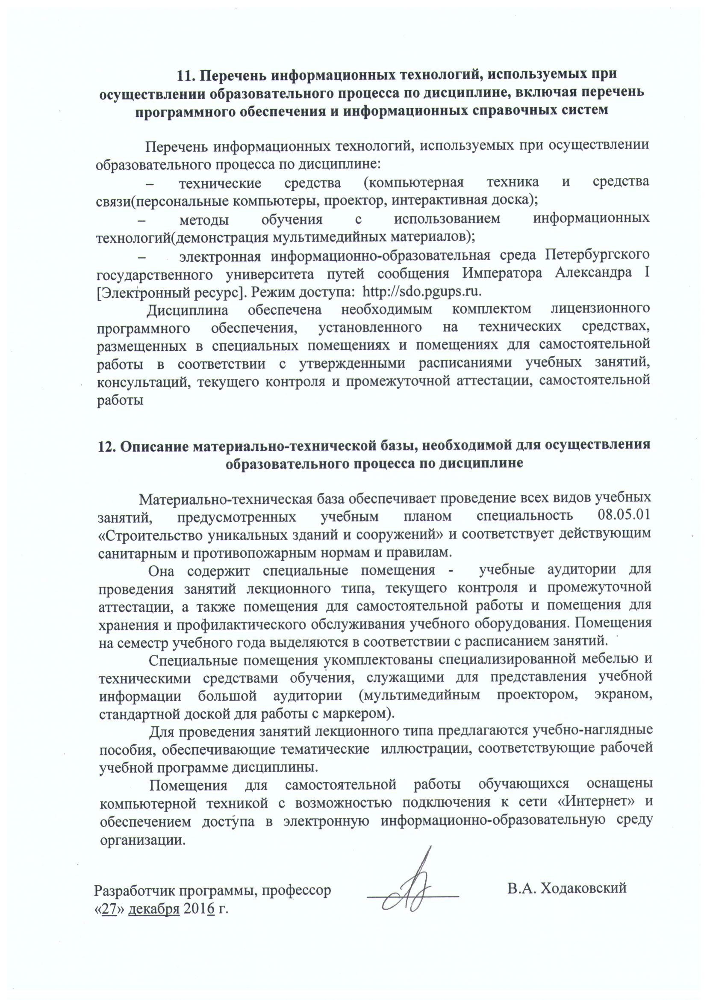 11. Перечень информационных технологий, используемых при
осуществлении образовательного процесса по дисциплине, включая перечень
программного обеспечения и информационных справочных систем
Перечень информационных технологий, используемых при осуществлении
образовательного процесса по дисциплине:
– технические средства (компьютерная техника и средства
связи(персональные компьютеры, проектор, интерактивная доска);
– методы обучения с использованием информационных
технологий(демонстрация мультимедийных материалов);
– электронная информационно-образовательная среда Петербургского
государственного университета путей сообщения Императора Александра I
[Электронный ресурс]. Режим доступа: http://sdo.pgups.ru.
Дисциплина обеспечена необходимым комплектом лицензионного
программного обеспечения, установленного на технических средствах,
размещенных в специальных помещениях и помещениях для самостоятельной
работы в соответствии с утвержденными расписаниями учебных занятий,
консультаций, текущего контроля и промежуточной аттестации, самостоятельной
работы
12. Описание материально-технической базы, необходимой для осуществления
образовательного процесса по дисциплине
Материально-техническая база обеспечивает проведение всех видов учебных
занятий, предусмотренных учебным планом специальность 08.05.01
«Строительство уникальных зданий и сооружений» и соответствует действующим
санитарным и противопожарным нормам и правилам.
Она содержит специальные помещения - учебные аудитории для
проведения занятий лекционного типа, текущего контроля и промежуточной
аттестации, а также помещения для самостоятельной работы и помещения для
хранения и профилактического обслуживания учебного оборудования. Помещения
на семестр учебного года выделяются в соответствии с расписанием занятий.
Специальные помещения укомплектованы специализированной мебелью и
техническими средствами обучения, служащими для представления учебной
информации большой аудитории (мультимедийным проектором, экраном,
стандартной доской для работы с маркером).
Для проведения занятий лекционного типа предлагаются учебно-наглядные
пособия, обеспечивающие тематические иллюстрации, соответствующие рабочей
учебной программе дисциплины.
Помещения для самостоятельной работы обучающихся оснащены
компьютерной техникой с возможностью подключения к сети «Интернет» и
обеспечением доступа в электронную информационно-образовательную среду
организации.
Разработчик программы, профессор В.А. Ходаковский
«27» декабря 2016 г.